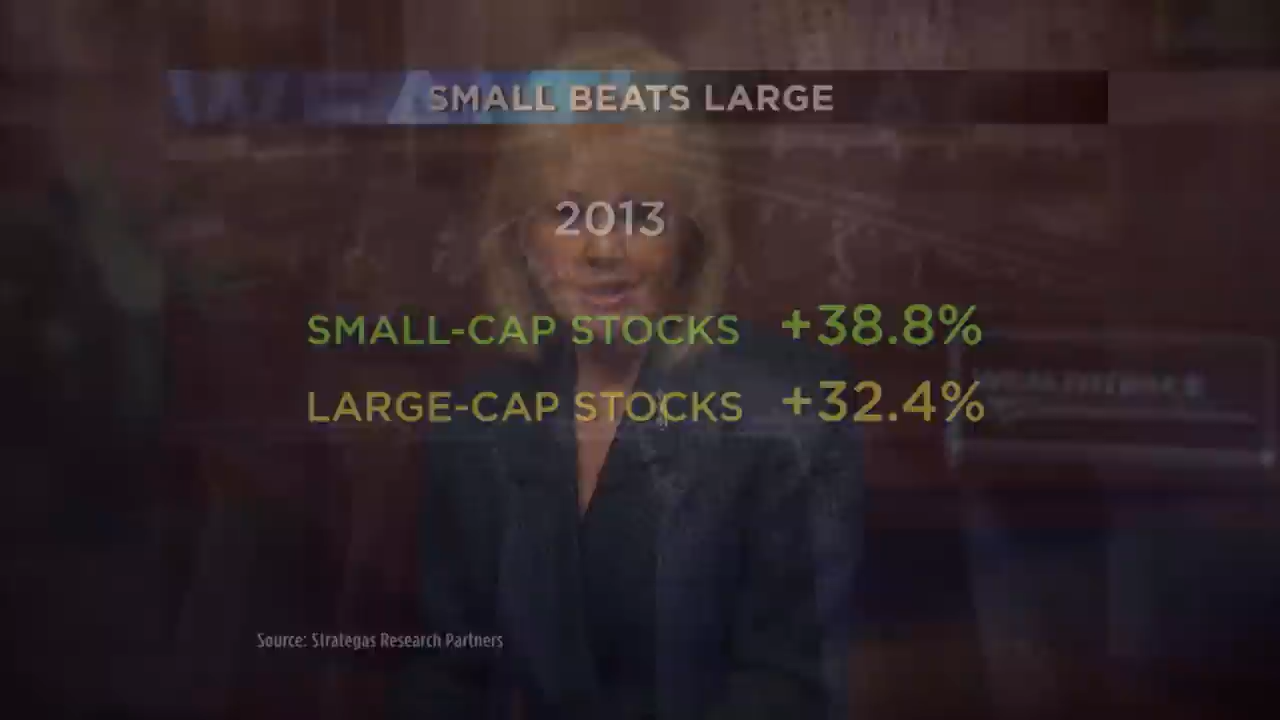 SMALL BEATS LARGE
2013
SMALL-CAP STOCKS +38.8%
LARGE-CAP STOCKS +32.4%
Source: Strategas Research Partners